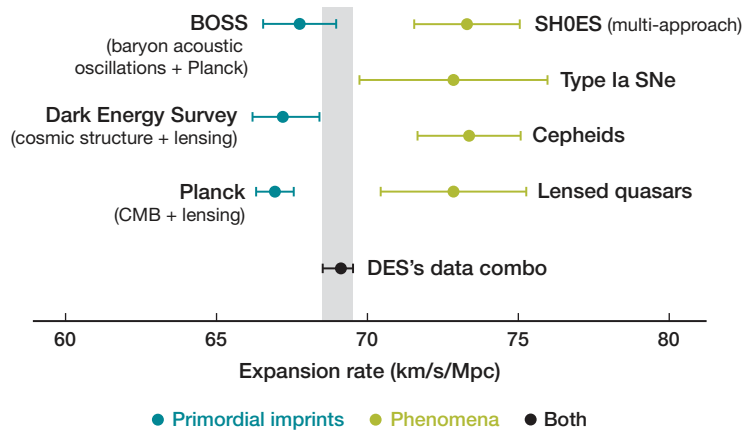 BOSS
(baryon acoustic
oscillations + Planck)
SH0ES (multi-approach)
Type Ia SNe
Dark Energy Survey
(cosmic structure + lensing)
Cepheids
Planck
(CMB + lensing)
Lensed quasars
DES’s data combo
60 65 70 75 80
Expansion rate (km/s/Mpc)
Primordial imprints Phenomena Both